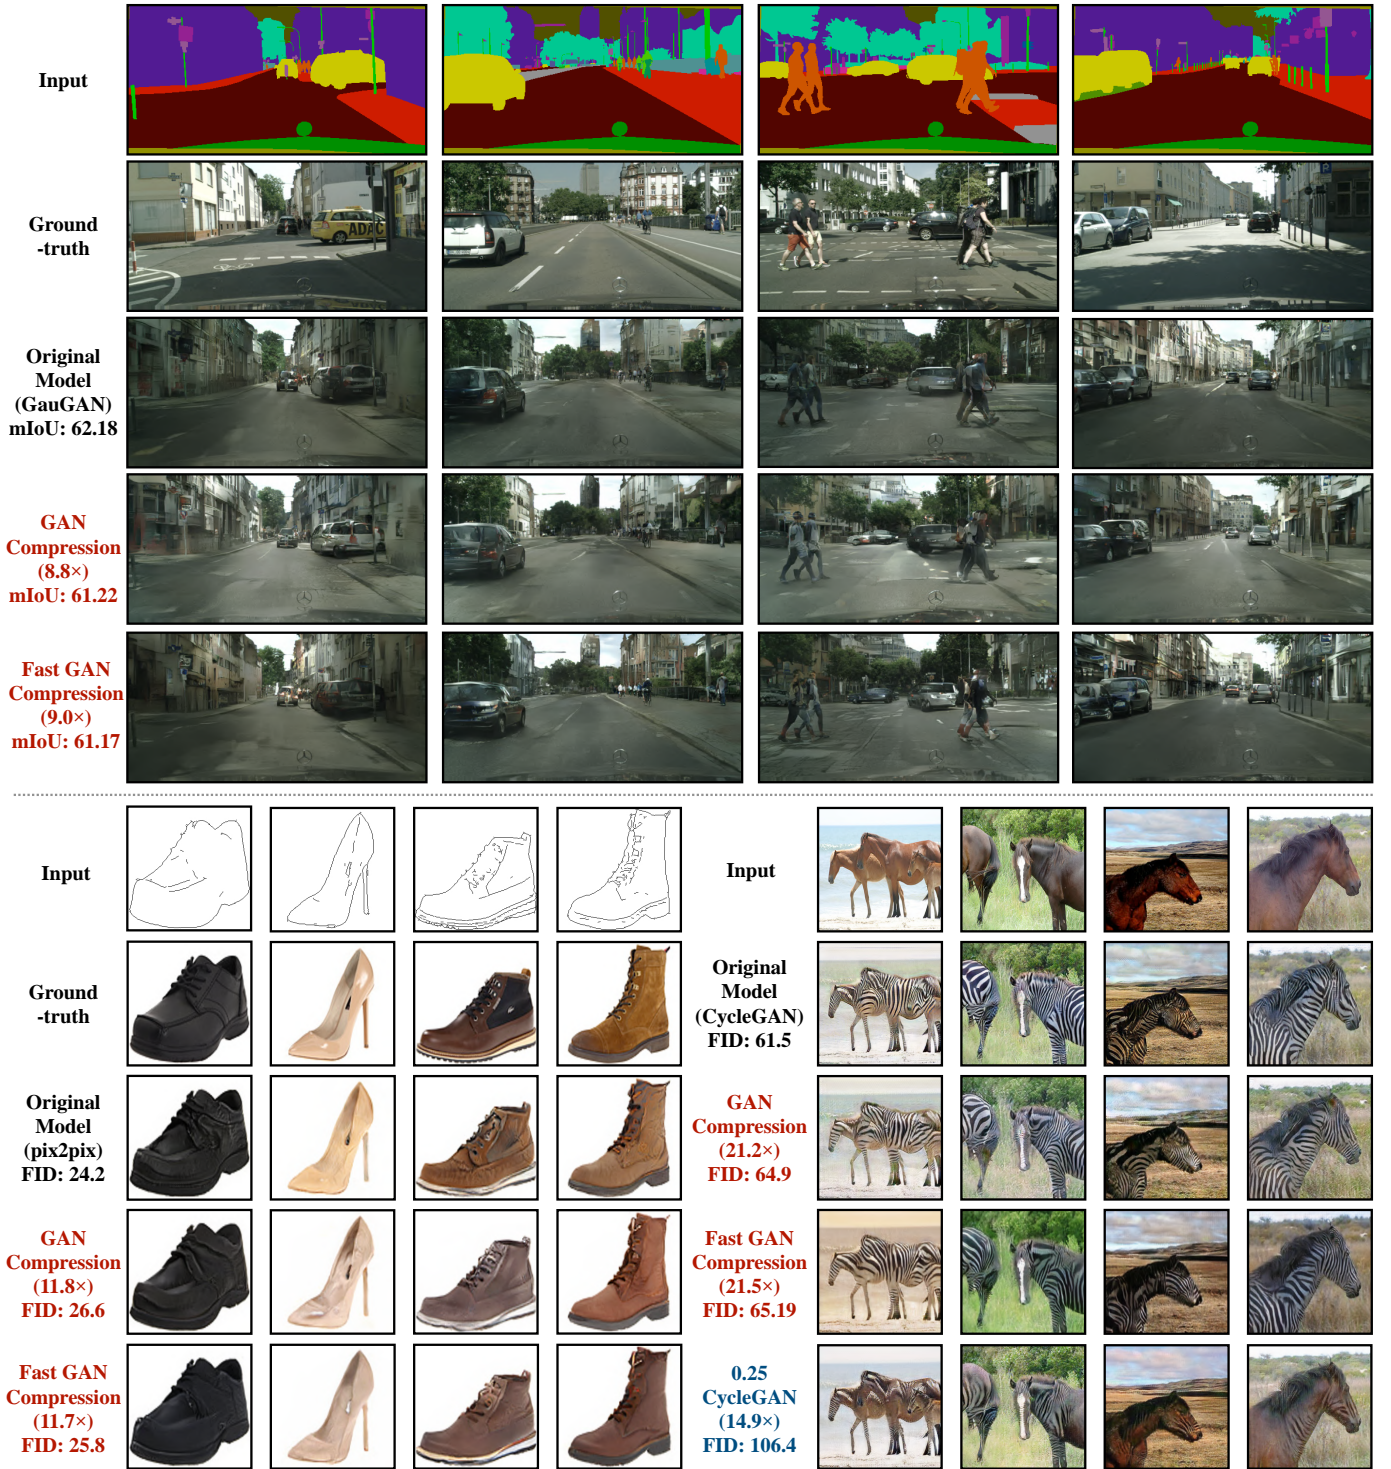 Input
Ground
-truth
ADAC
Original
Model
(GauGAN)
mIoU: 62.18
GAN
Compression
(8.8×)
mIoU: 61.22
Fast GAN
Compression
(9.0×)
mIoU: 61.17
Input
Ground
-truth
Original
Model
(pix2pix)
FID: 24.2
GAN
Compression
(11.8×)
FID: 26.6
Fast GAN
Compression
(11.7×)
FID: 25.8
Input
Original
Model
(CycleGAN)
FID: 61.5
GAN
Compression
(21.2×)
FID: 64.9
Fast GAN
Compression
(21.5×)
FID: 65.19
0.25
CycleGAN
(14.9×)
FID: 106.4